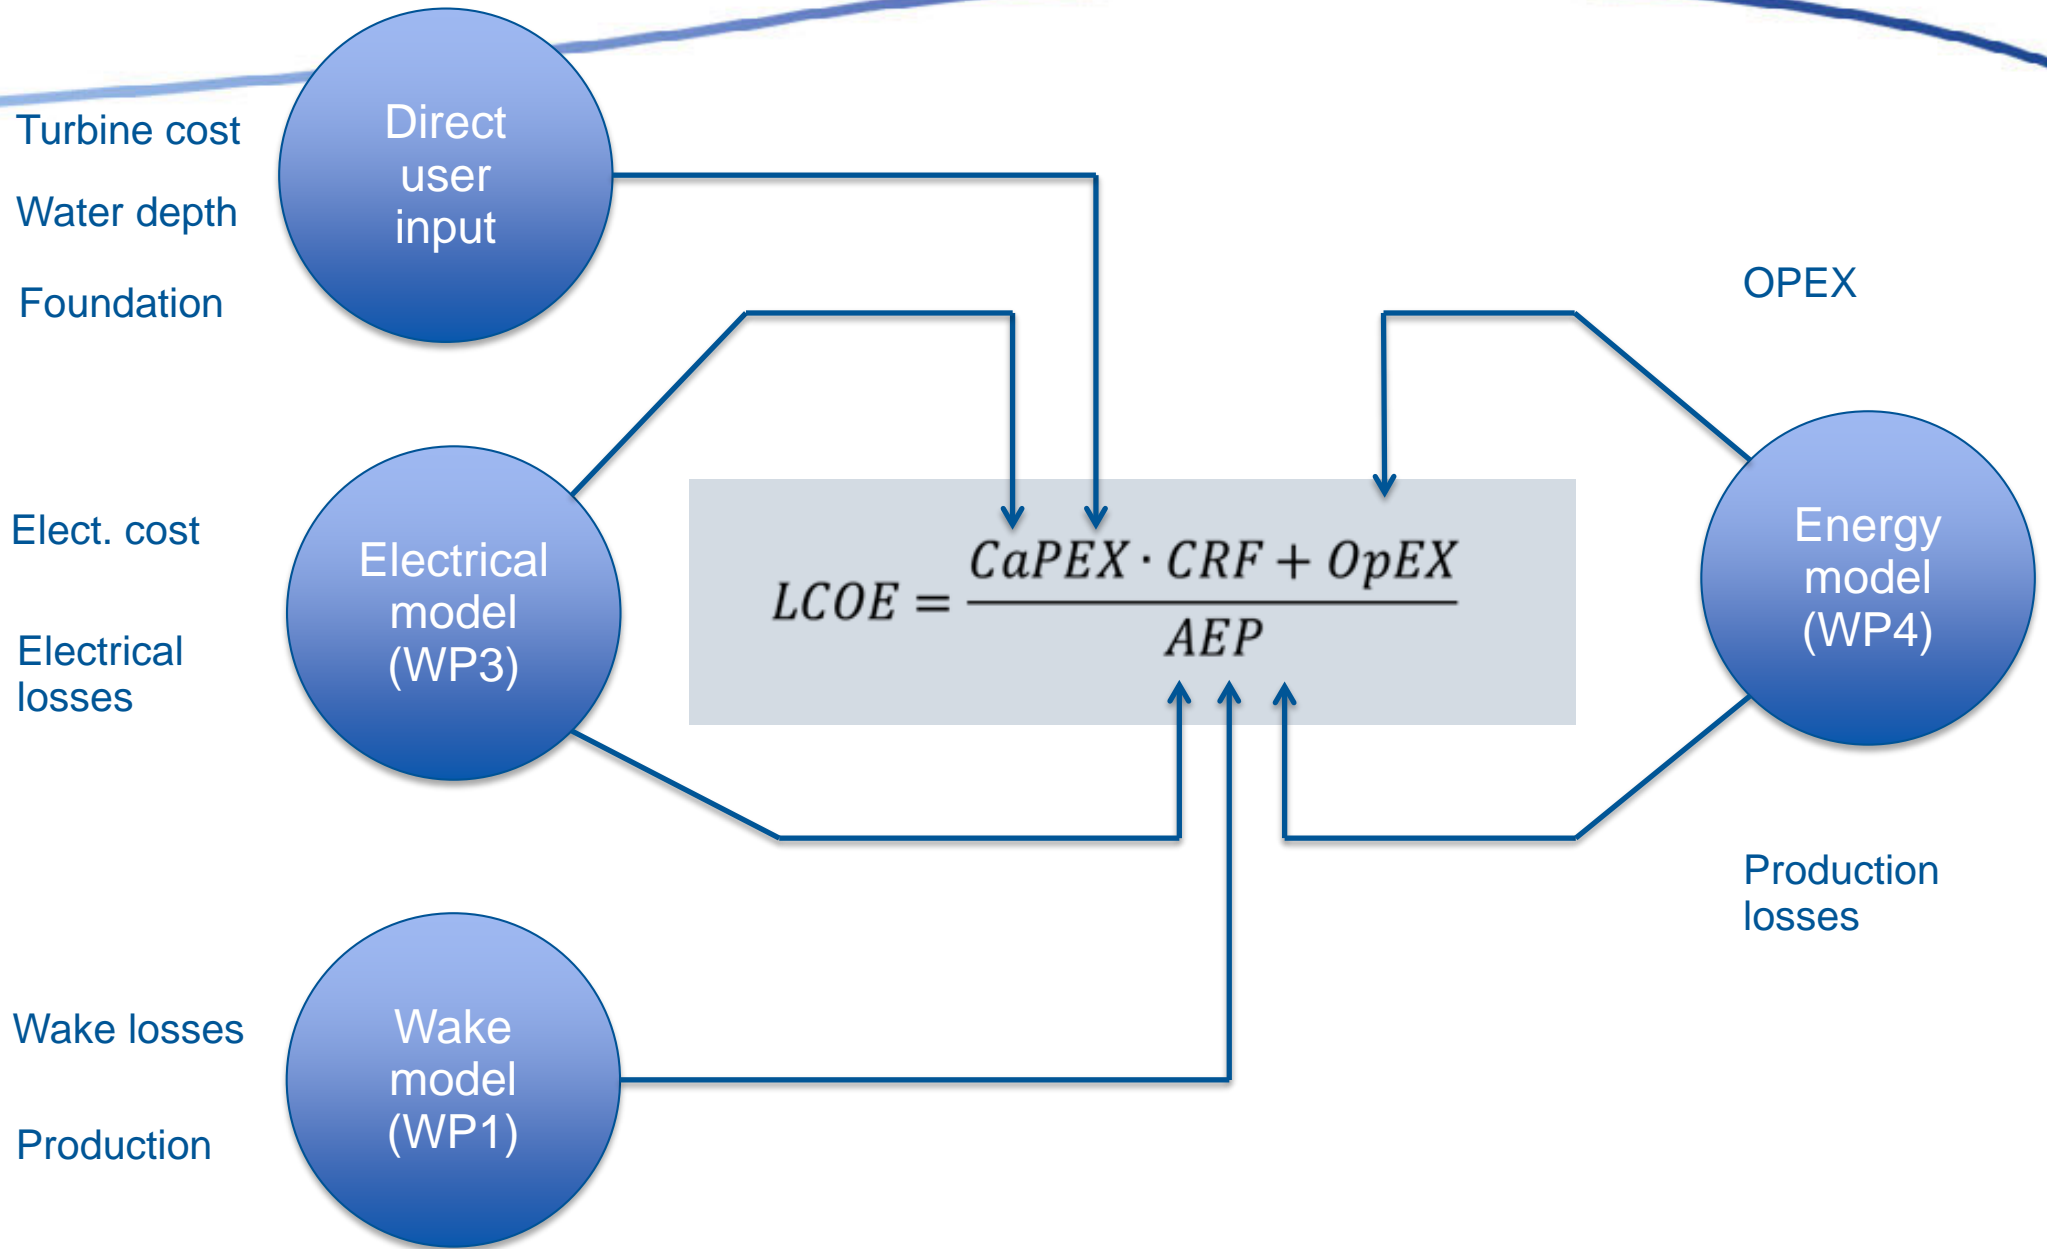 Turbine cost
Water depth
Foundation
Direct
user
input
OPEX
Elect. cost
Electrical
losses
Electrical
model
(WP3)
LCOE = CaPEX · CRF + OpEX
AEP
Energy
model
(WP4)
Production
losses
Wake losses
Production
Wake
model
(WP1)